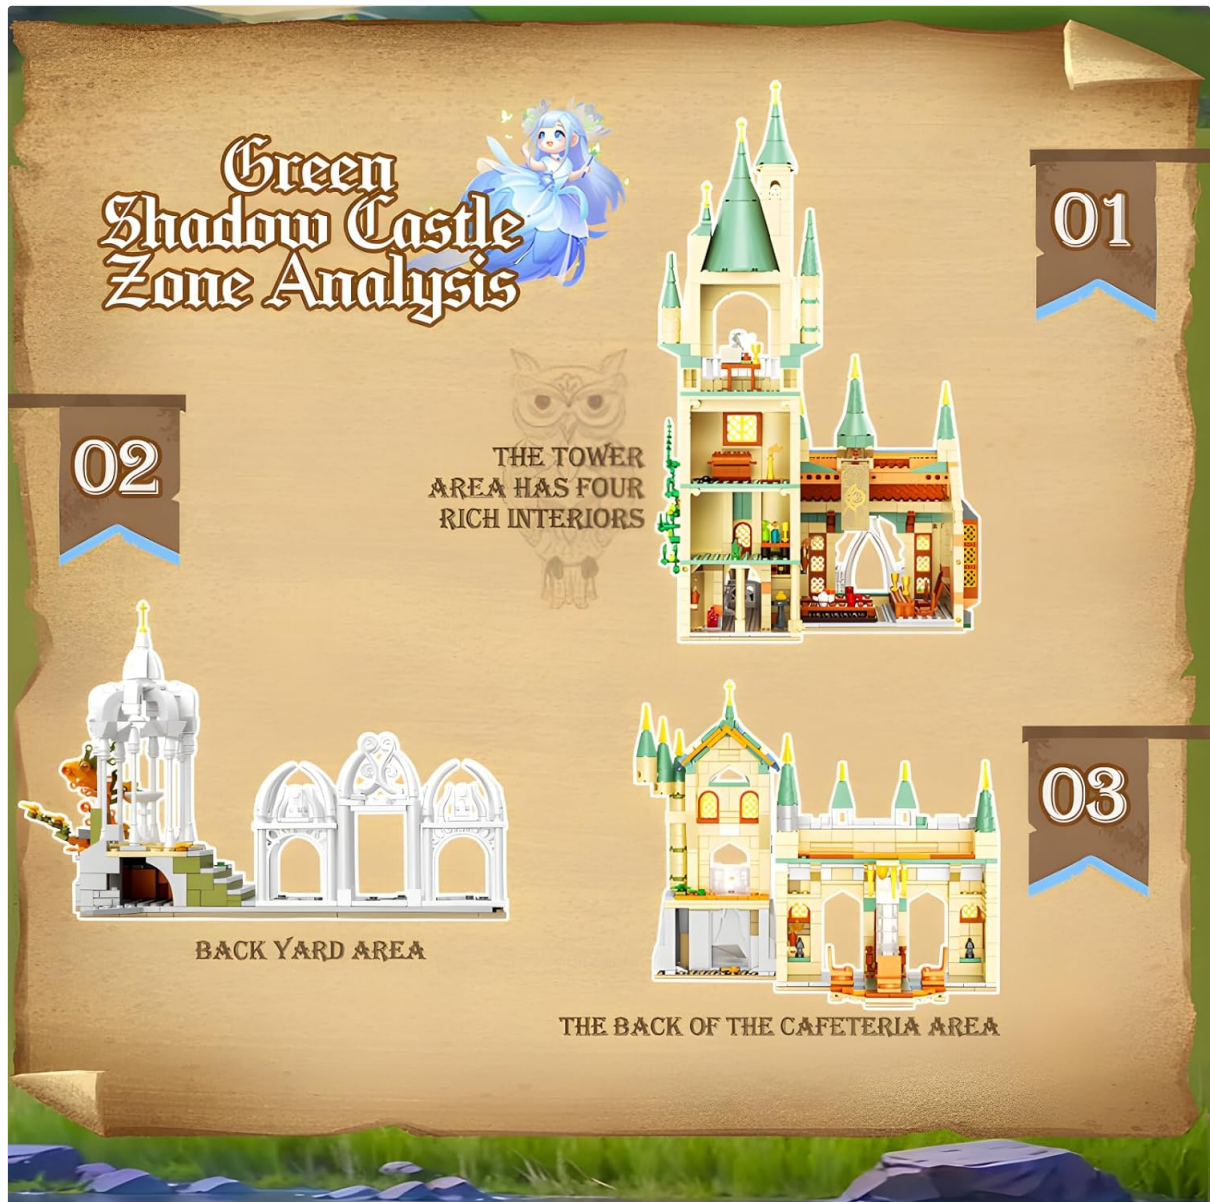 Green
Shadow Castle
Zone Analysis
01
THE TOWER
AREA HAS FOUR
RICH INTERIORS
02
BACK YARD AREA
03
THE BACK OF THE CAFETERIA AREA